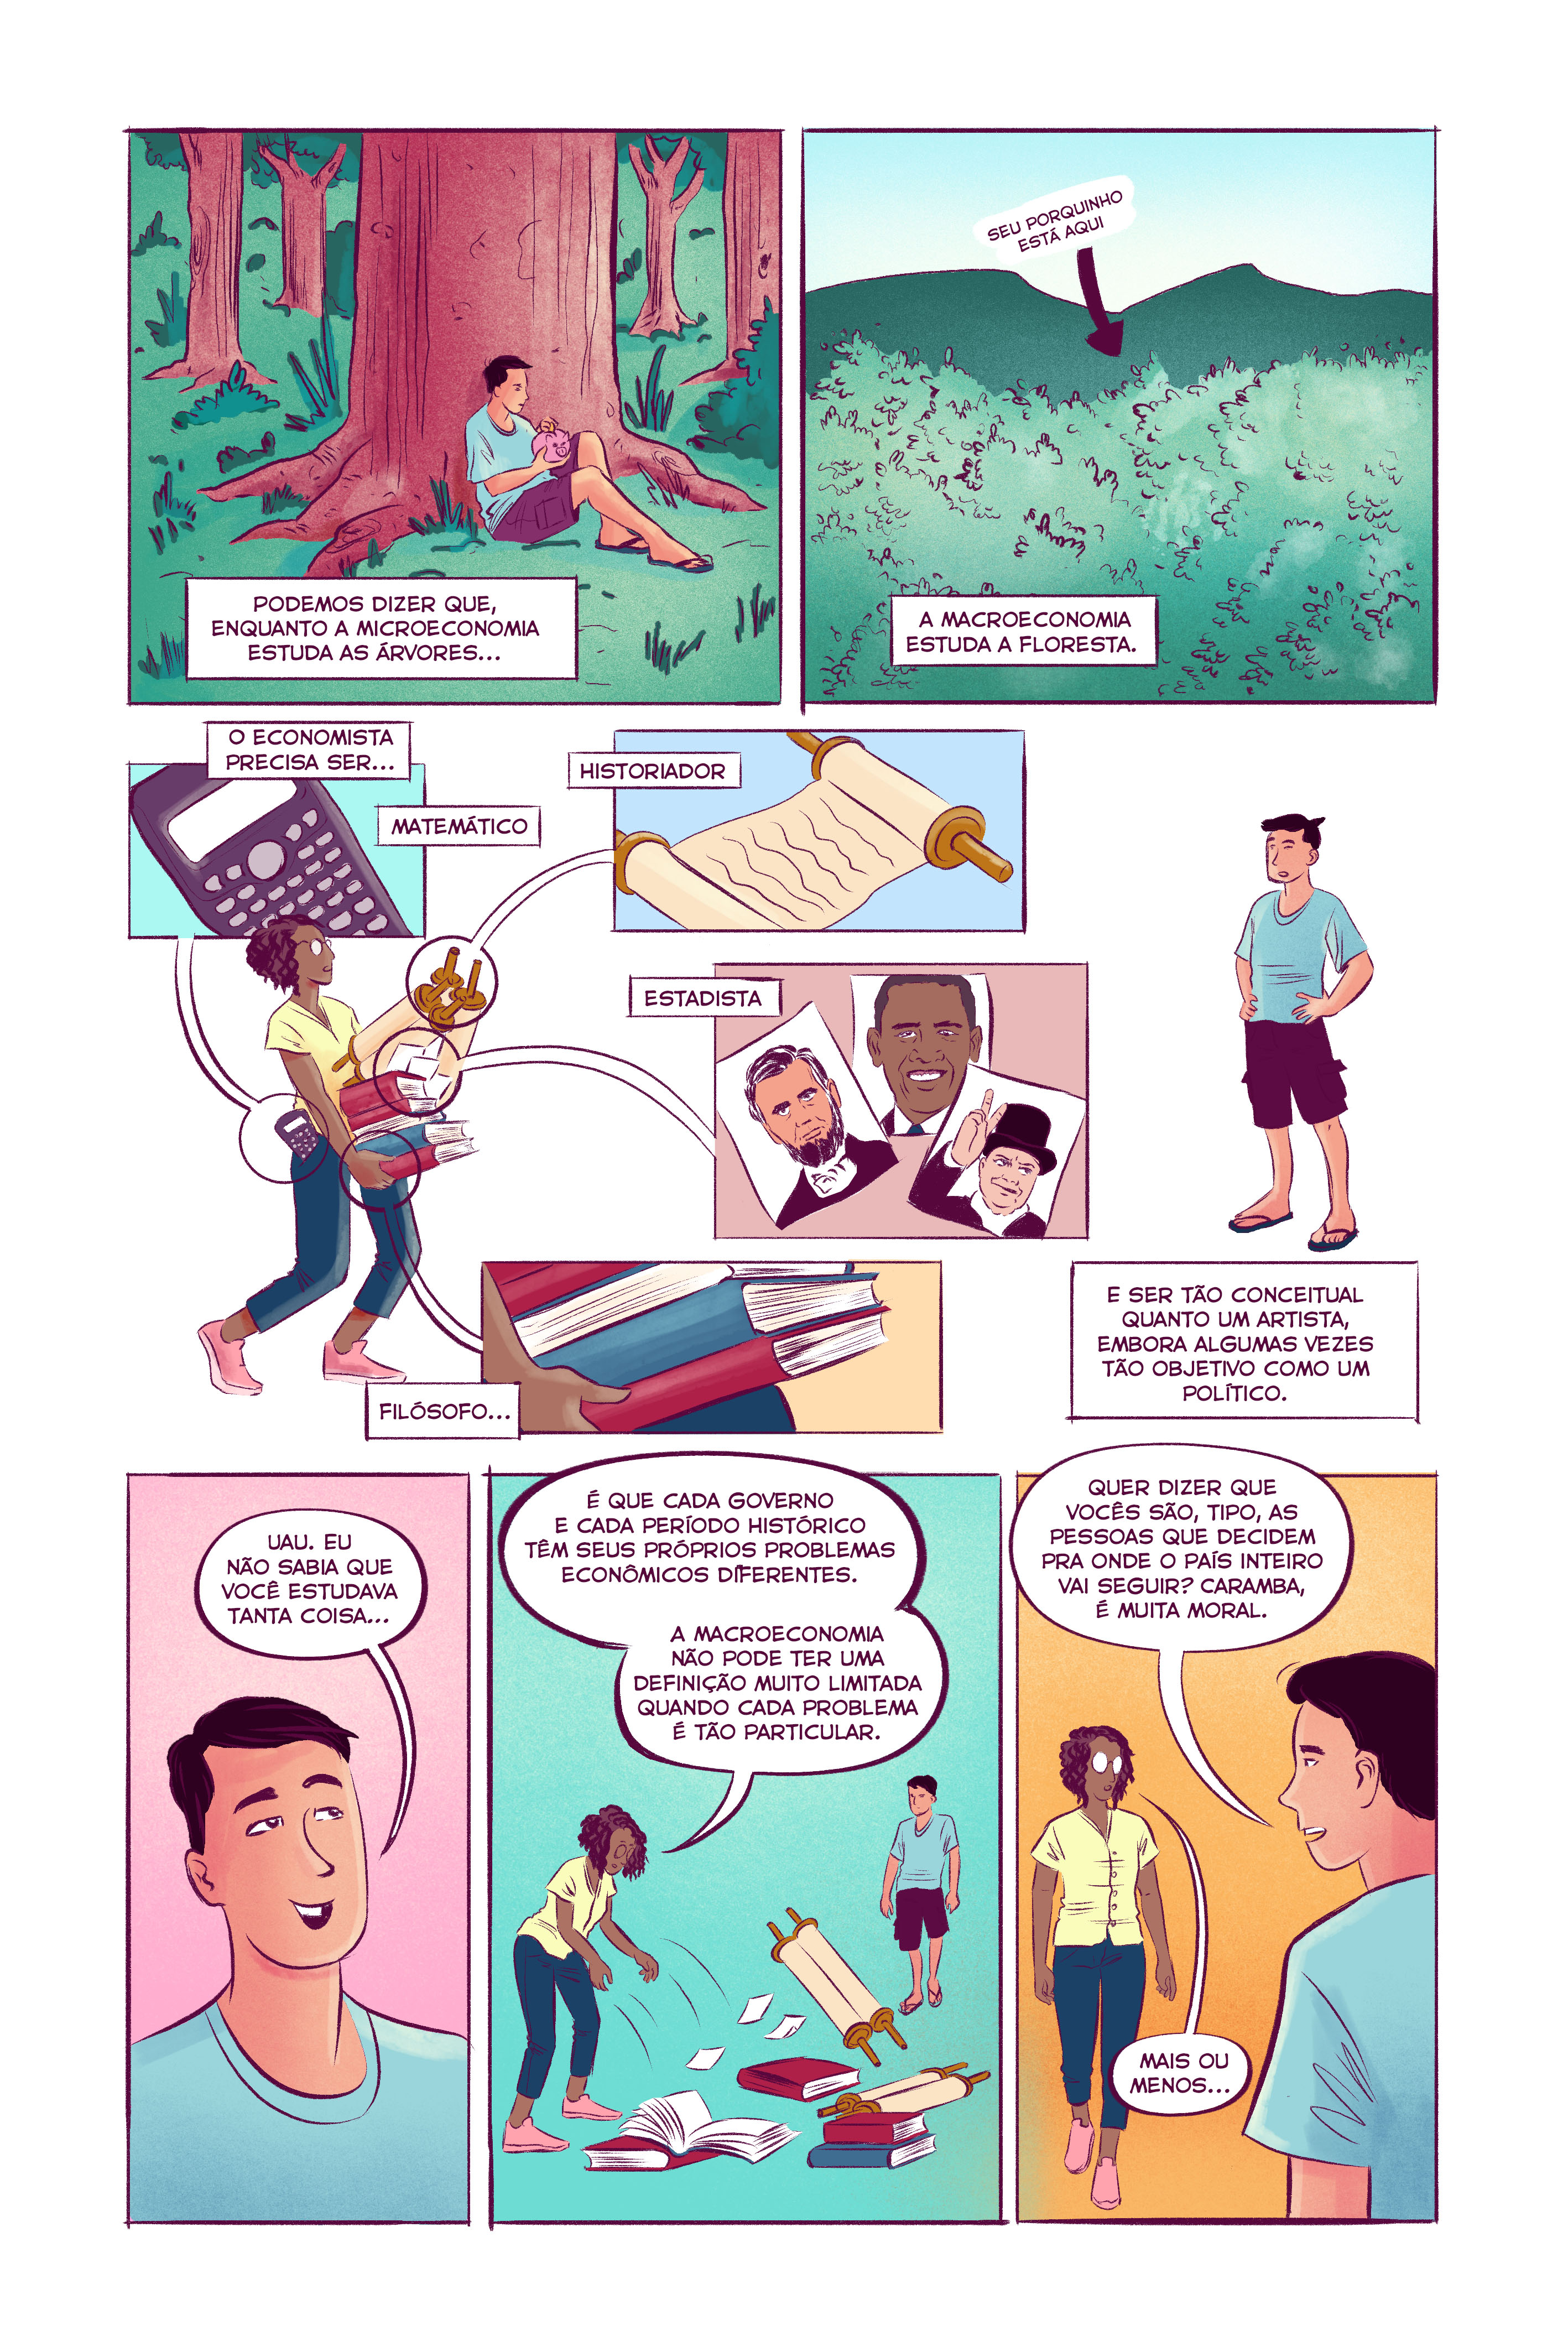 PODEMOS DIZER QUE,
ENQUANTO A MICROECONOMIA
ESTUDA AS ÁRVORES...
SEU PORQUINHO
ESTÁ AQUI
A MACROECONOMIA
ESTUDA A FLORESTA.
O ECONOMISTA
PRECISA SER...
MATEMÁTICO
HISTORIADOR
ESTADISTA
FILÓSOFO...
E SER TÃO CONCEITUAL
QUANTO UM ARTISTA,
EMBORA ALGUMAS VEZES
TÃO OBJETIVO COMO UM
POLÍTICO.
UAU. EU
NÃO SABIA QUE
VOCÊ ESTUDAVA
TANTA COISA...
É QUE CADA GOVERNO
E CADA PERÍODO HISTÓRICO
TÊM SEUS PRÓPRIOS PROBLEMAS
ECONÔMICOS DIFERENTES.
A MACROECONOMIA
NÃO PODE TER UMA
DEFINIÇÃO MUITO LIMITADA
QUANDO CADA PROBLEMA
É TÃO PARTICULAR.
QUER DIZER QUE
VOCÊS SÃO, TIPO, AS
PESSOAS QUE DECIDEM
PRA ONDE O PAÍS INTEIRO
VAI SEGUIR? CARAMBA,
É MUITA MORAL.
MAIS OU
MENOS...